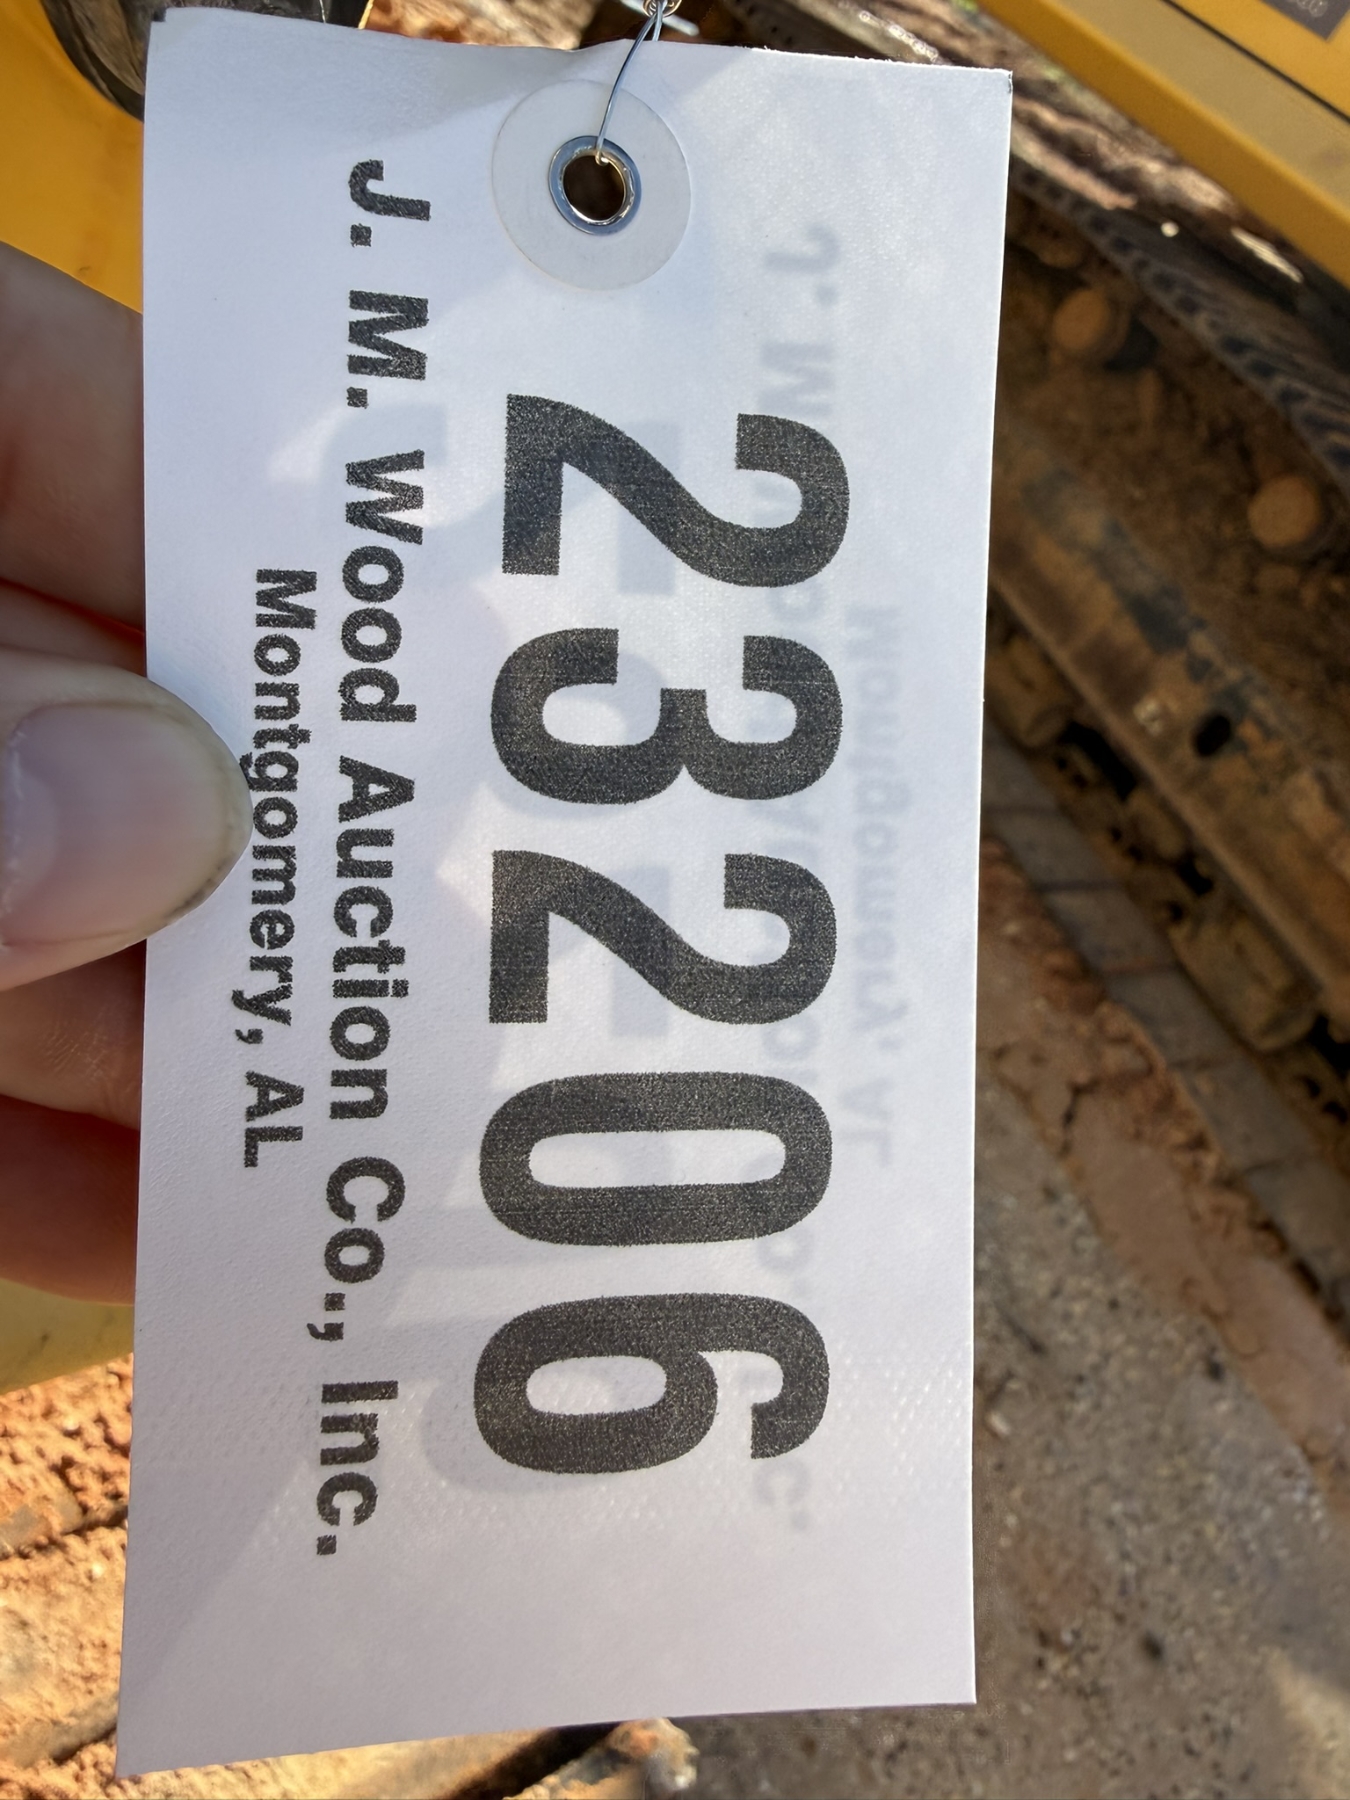 23206
J. M. Wood Auction Co., Inc.
Montgomery, AL